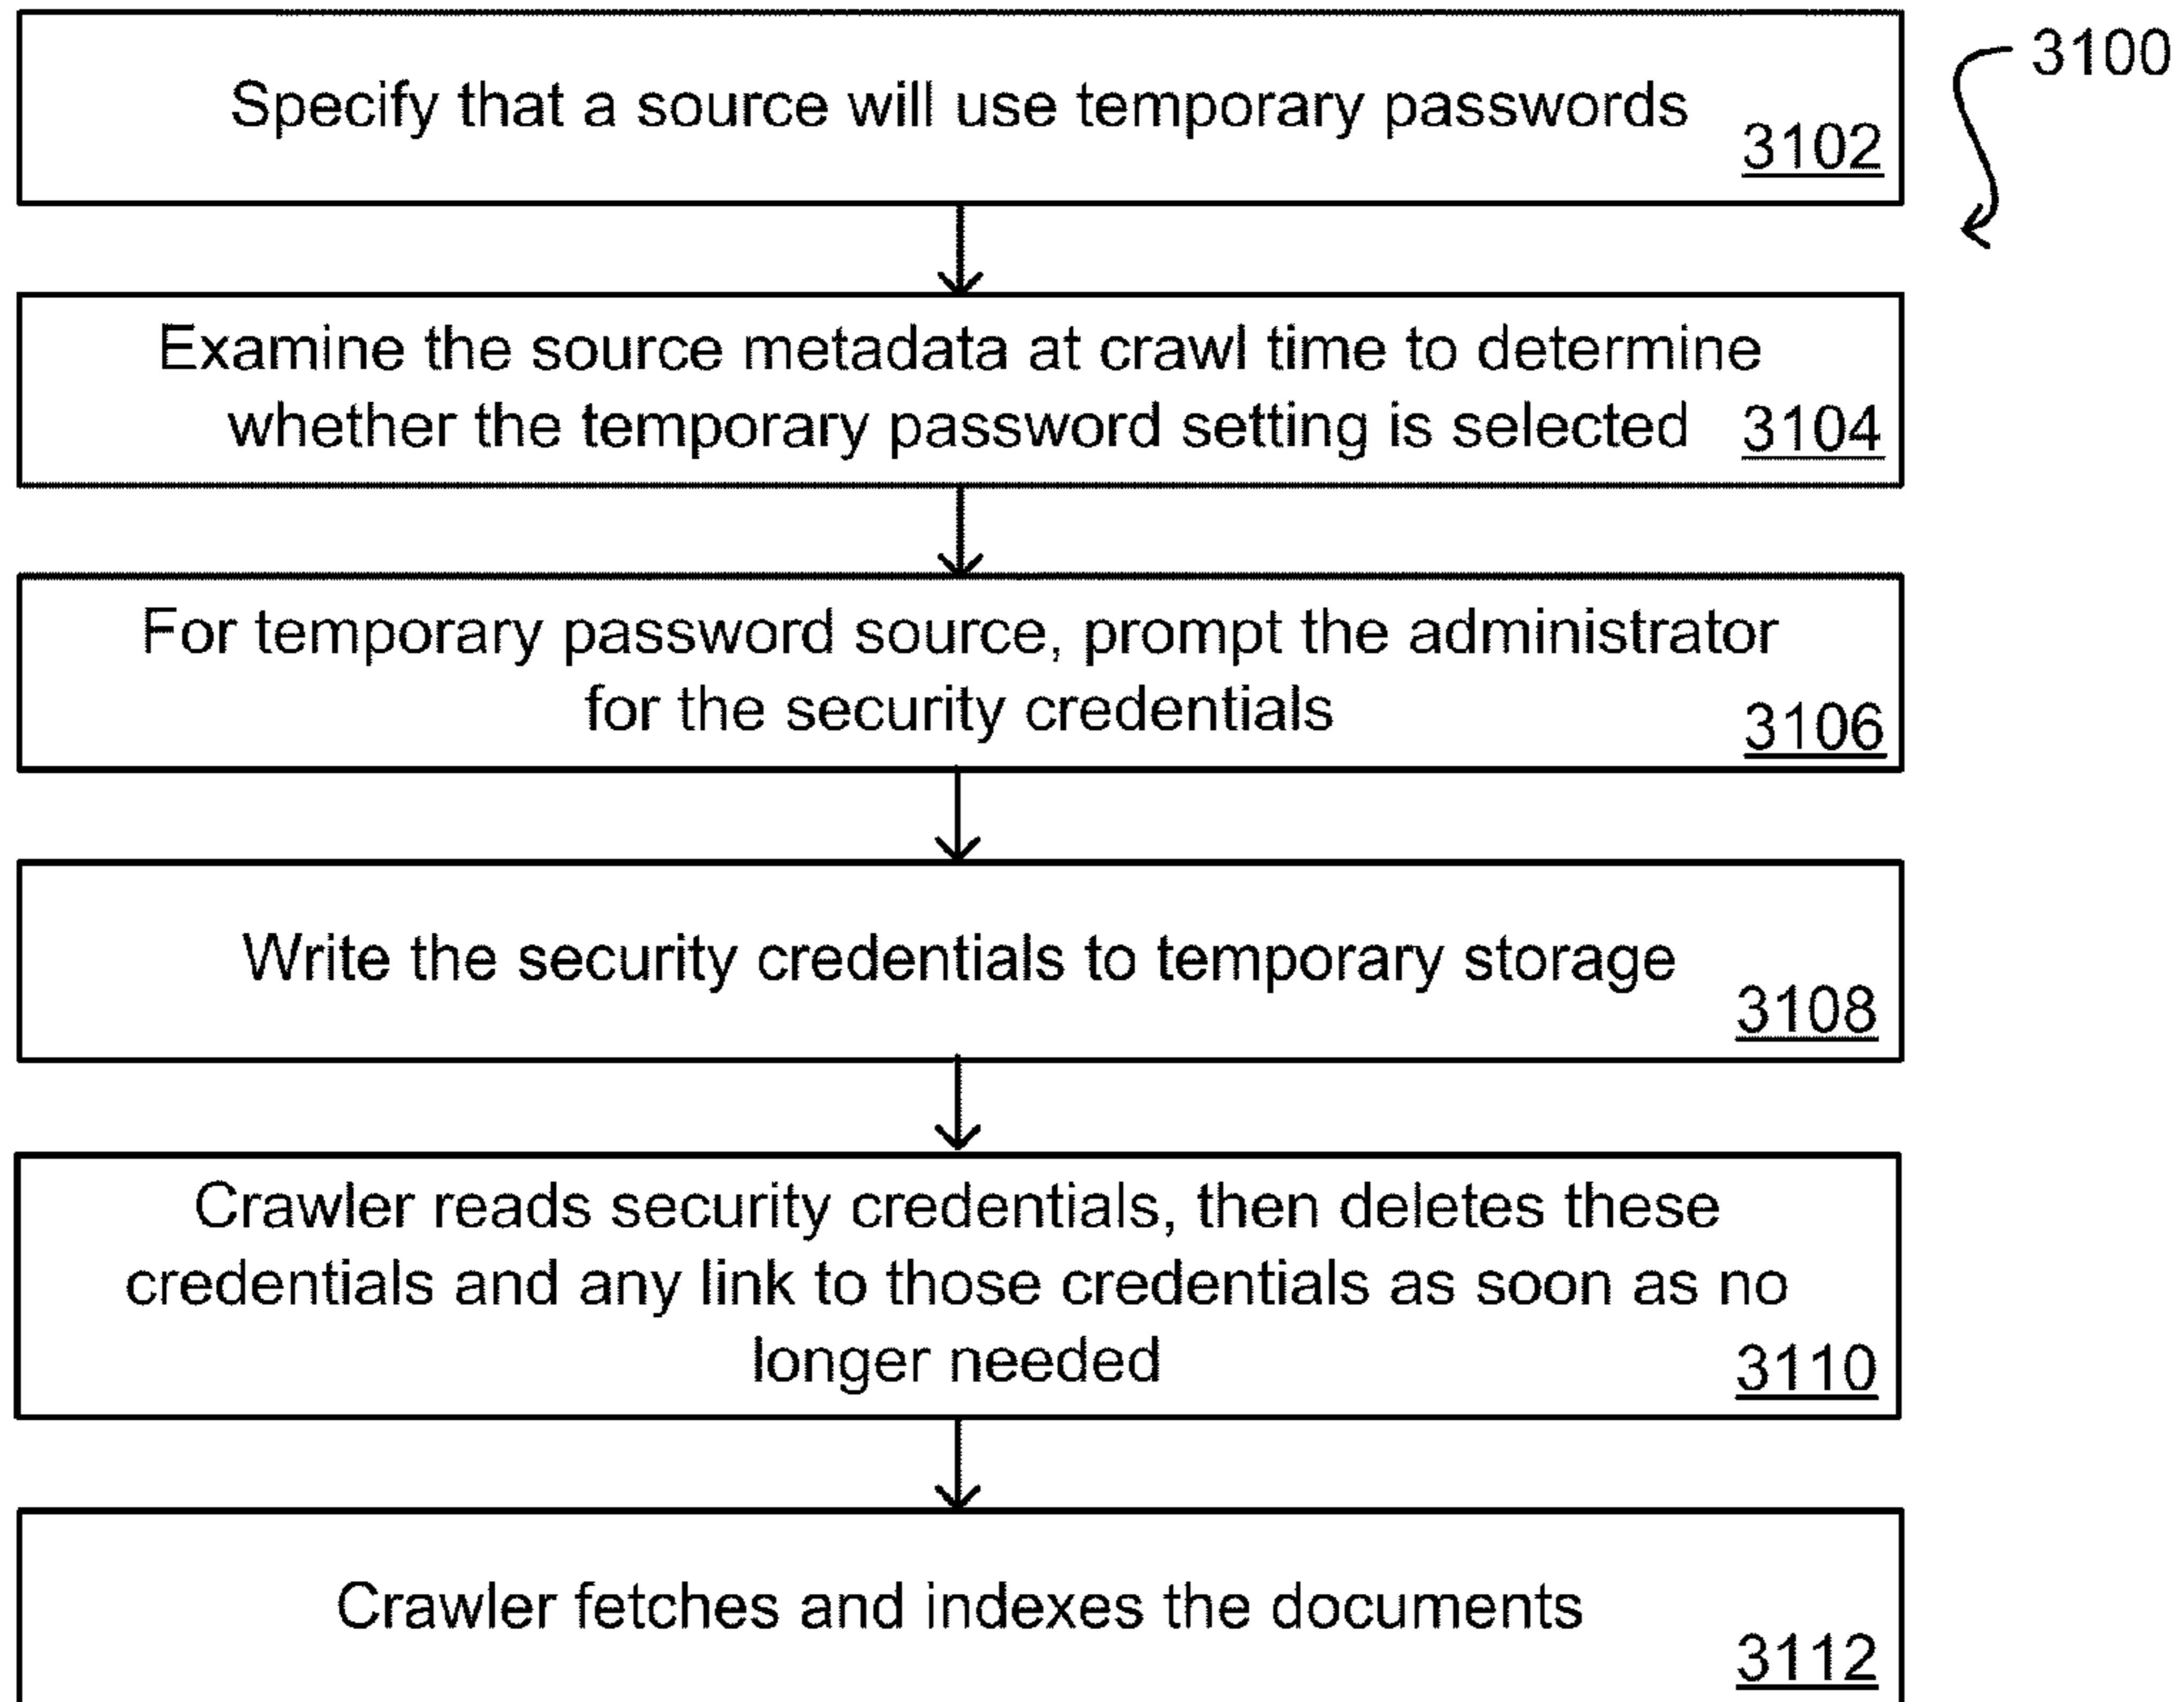 3100
Specify that a source will use temporary passwords
3102
Examine the source metadata at crawl time to determine
whether the temporary password setting is selected 3104
For temporary password source, prompt the administrator
for the security credentials
3106
Write the security credentials to temporary storage
3108
Crawler reads security credentials, then deletes these
credentials and any link to those credentials as soon as no
longer needed
3110
Crawler fetches and indexes the documents
3112